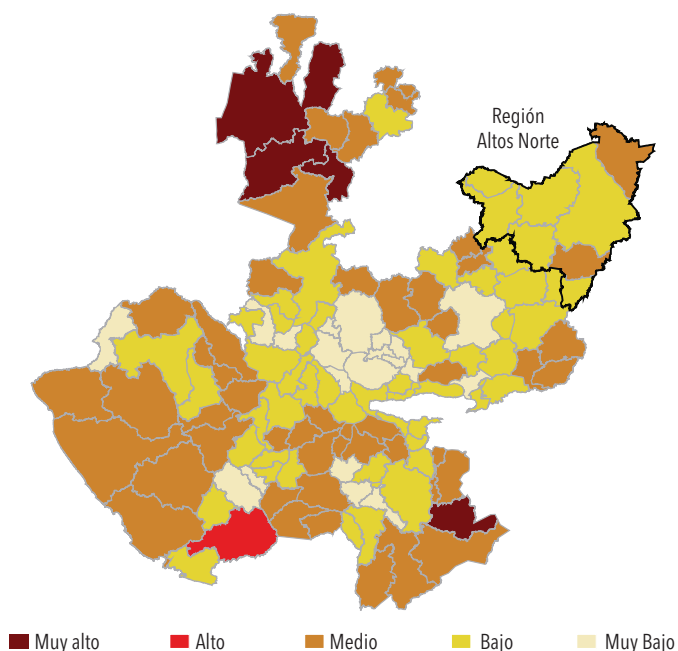 Región
Altos Norte
Muy alto
Alto
Medio
Bajo
Muy Bajo